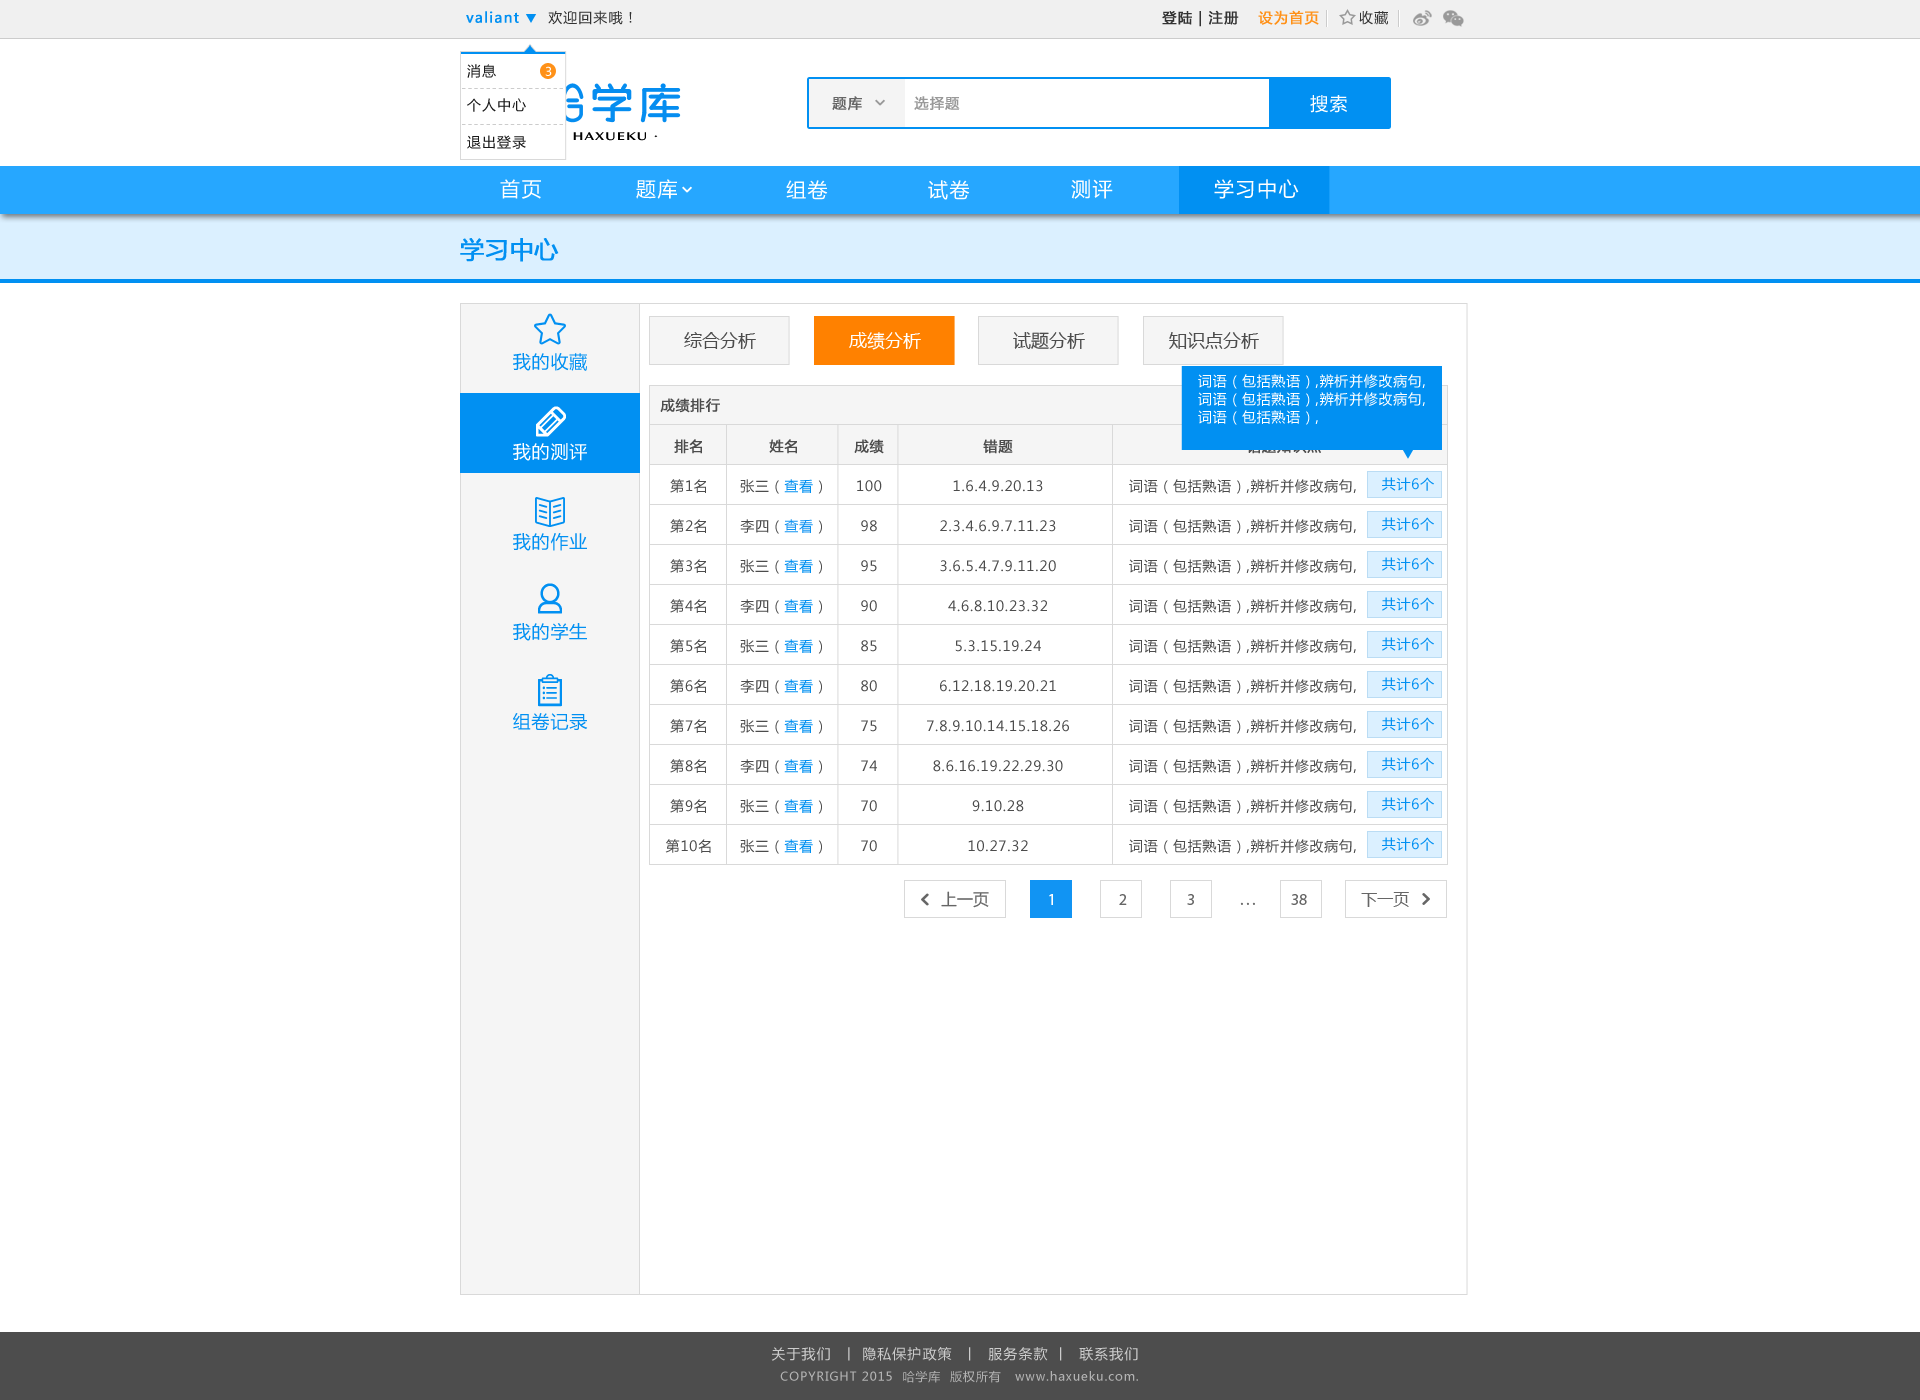 valiant ▼ 欢迎回来哦！ 登陆 | 注册 设为首页 收藏
消息 3
个人中心
退出登录
学库
HAXUEKU ·
题库 选择题 搜索
首页 题库 组卷 试卷 测评 学习中心
学习中心
我的收藏
我的测评
我的作业
我的学生
组卷记录
综合分析 成绩分析 试题分析 知识点分析
词语（包括熟语）,辨析并修改病句,
词语（包括熟语）,辨析并修改病句,
词语（包括熟语）,
成绩排行
排名 姓名 成绩 错题
第1名 张三（查看） 100 1.6.4.9.20.13 词语（包括熟语）,辨析并修改病句, 共计6个
第2名 李四（查看） 98 2.3.4.6.9.7.11.23 词语（包括熟语）,辨析并修改病句, 共计6个
第3名 张三（查看） 95 3.6.5.4.7.9.11.20 词语（包括熟语）,辨析并修改病句, 共计6个
第4名 李四（查看） 90 4.6.8.10.23.32 词语（包括熟语）,辨析并修改病句, 共计6个
第5名 张三（查看） 85 5.3.15.19.24 词语（包括熟语）,辨析并修改病句, 共计6个
第6名 李四（查看） 80 6.12.18.19.20.21 词语（包括熟语）,辨析并修改病句, 共计6个
第7名 张三（查看） 75 7.8.9.10.14.15.18.26 词语（包括熟语）,辨析并修改病句, 共计6个
第8名 李四（查看） 74 8.6.16.19.22.29.30 词语（包括熟语）,辨析并修改病句, 共计6个
第9名 张三（查看） 70 9.10.28 词语（包括熟语）,辨析并修改病句, 共计6个
第10名 张三（查看） 70 10.27.32 词语（包括熟语）,辨析并修改病句, 共计6个
上一页 1 2 3 ... 38 下一页
关于我们 | 隐私保护政策 | 服务条款 | 联系我们
COPYRIGHT 2015 哈学库 版权所有 www.haxueku.com.